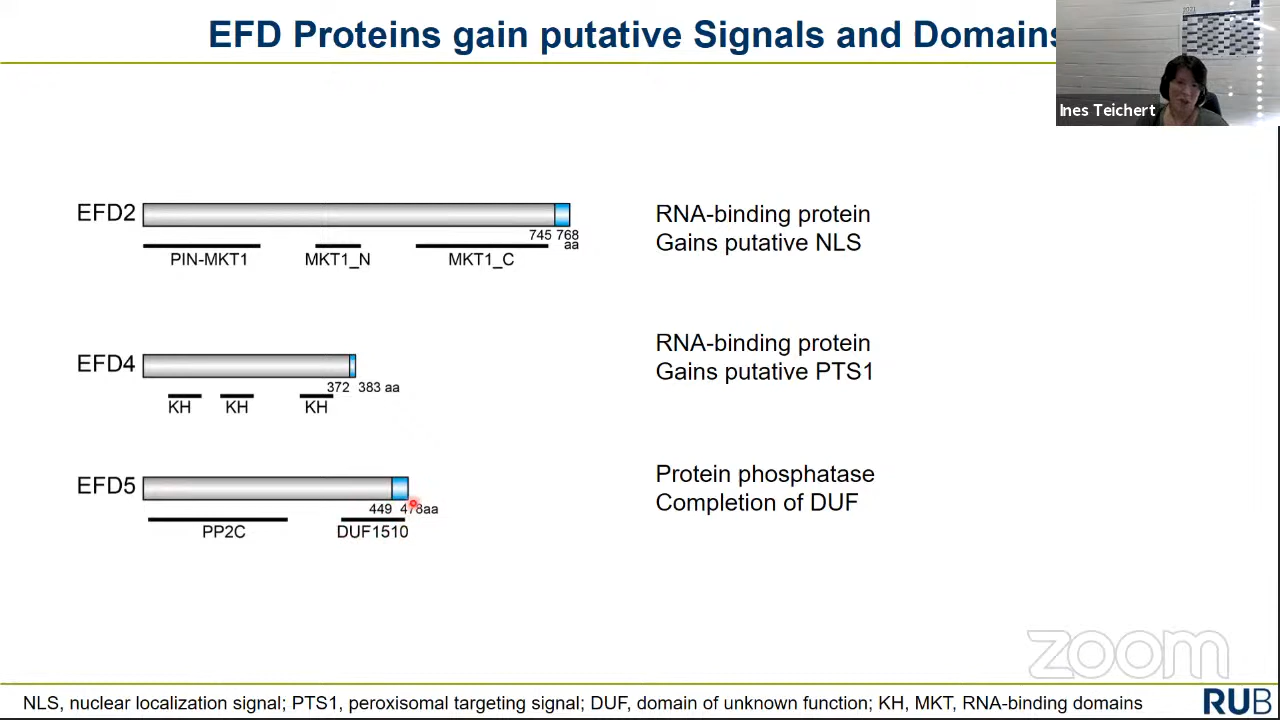 EFD Proteins gain putative Signals and Domains
2021
Ines Teichert
EFD2
745 768
aa
PIN-MKT1 MKT1_N MKT1_C
RNA-binding protein
Gains putative NLS
EFD4
372 383 aa
KH KH KH
RNA-binding protein
Gains putative PTS1
EFD5
449 478aa
PP2C DUF1510
Protein phosphatase
Completion of DUF
zoom
NLS, nuclear localization signal; PTS1, peroxisomal targeting signal; DUF, domain of unknown function; KH, MKT, RNA-binding domains
RUB